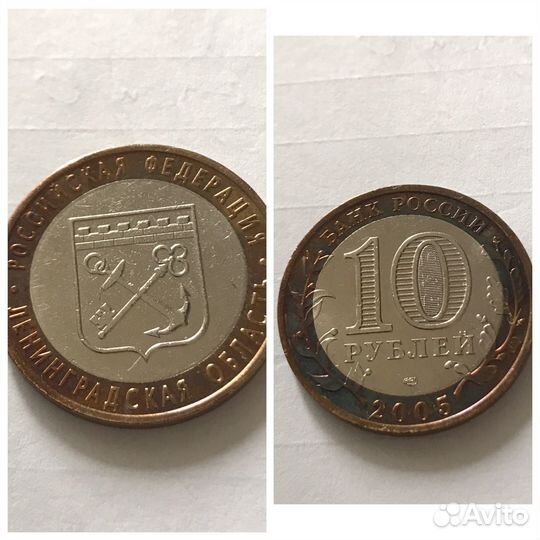 РОССИЙСКАЯ ФЕДЕРАЦИЯ
ЛЕНИНГРАДСКАЯ ОБЛАСТЬ
БАНК РОССИИ
10
РУБЛЕЙ
2005
Avito